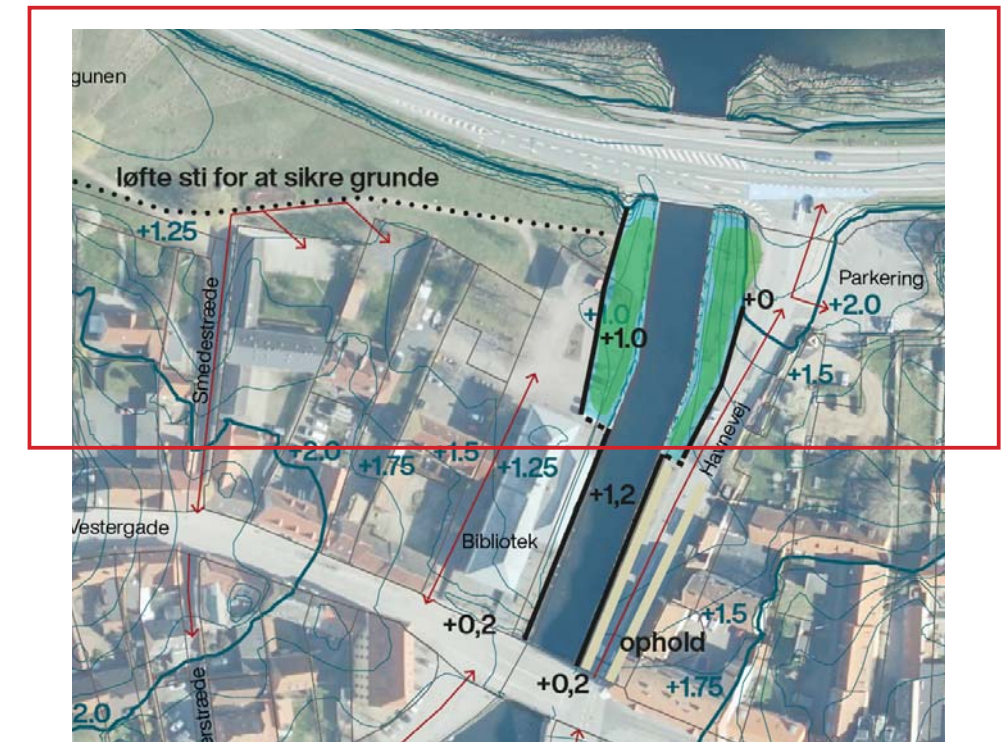 gunen
løfte sti for at sikre grunde
+1.25
Smedestræde
Parkering
+0
+2.0
+1.0
+1.0
+1.5
Havnevej
+2.0
+1.75
+1.5
+1.25
+1,2
Vestergade
Bibliotek
+0,2
+1.5
ophold
+0,2
+1.75
2.0
erstræde